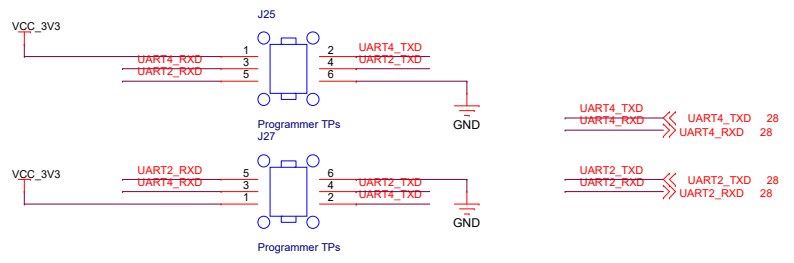 J25
VCC_3V3
1 2 UART4_TXD
UART4_RXD 3 4 UART2_TXD
UART2_RXD 5 6
GND
Programmer TPs
UART4_TXD UART4_TXD 28
UART4_RXD UART4_RXD 28
J27
VCC_3V3
UART2_RXD 5 6
UART4_RXD 3 4 UART2_TXD
1 2 UART4_TXD
GND
Programmer TPs
UART2_TXD UART2_TXD 28
UART2_RXD UART2_RXD 28